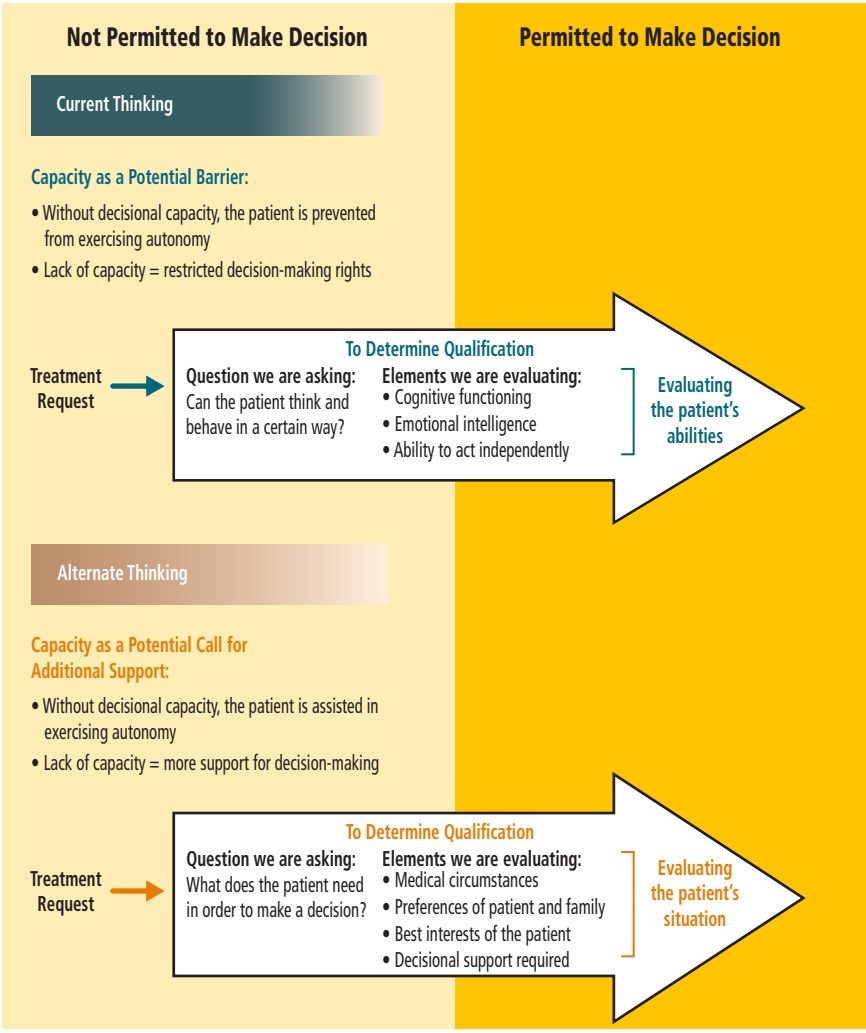 Not Permitted to Make Decision
Permitted to Make Decision
Current Thinking
Capacity as a Potential Barrier:
• Without decisional capacity, the patient is prevented
from exercising autonomy
• Lack of capacity = restricted decision-making rights
Treatment
Request
To Determine Qualification
Question we are asking:
Can the patient think and
behave in a certain way?
Elements we are evaluating:
• Cognitive functioning
• Emotional intelligence
• Ability to act independently
Evaluating
the patient's
abilities
Alternate Thinking
Capacity as a Potential Call for
Additional Support:
• Without decisional capacity, the patient is assisted in
exercising autonomy
• Lack of capacity = more support for decision-making
Treatment
Request
To Determine Qualification
Question we are asking:
What does the patient need
in order to make a decision?
Elements we are evaluating:
• Medical circumstances
• Preferences of patient and family
• Best interests of the patient
• Decisional support required
Evaluating
the patient's
situation